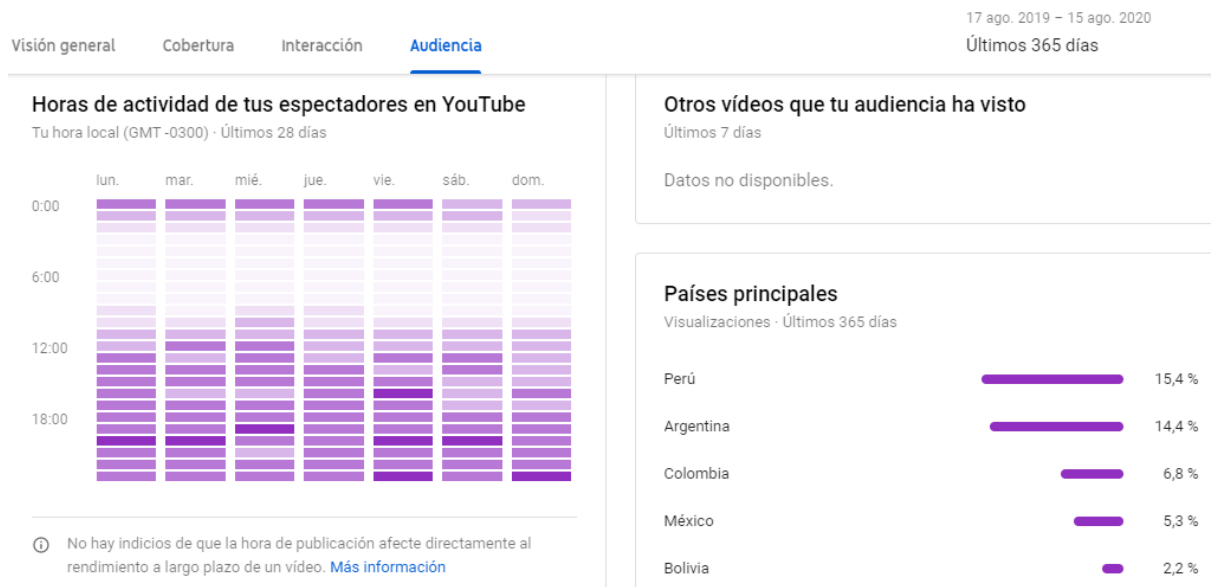 17 ago. 2019 – 15 ago. 2020
Visión general Cobertura Interacción Audiencia Últimos 365 días
Horas de actividad de tus espectadores en YouTube
Tu hora local (GMT -0300) · Últimos 28 días
lun. mar. mié. jue. vie. sáb. dom.
0:00
6:00
12:00
18:00
No hay indicios de que la hora de publicación afecte directamente al
rendimiento a largo plazo de un vídeo. Más información
Otros vídeos que tu audiencia ha visto
Últimos 7 días
Datos no disponibles.
Países principales
Visualizaciones · Últimos 365 días
Perú 15,4 %
Argentina 14,4 %
Colombia 6,8 %
México 5,3 %
Bolivia 2,2 %